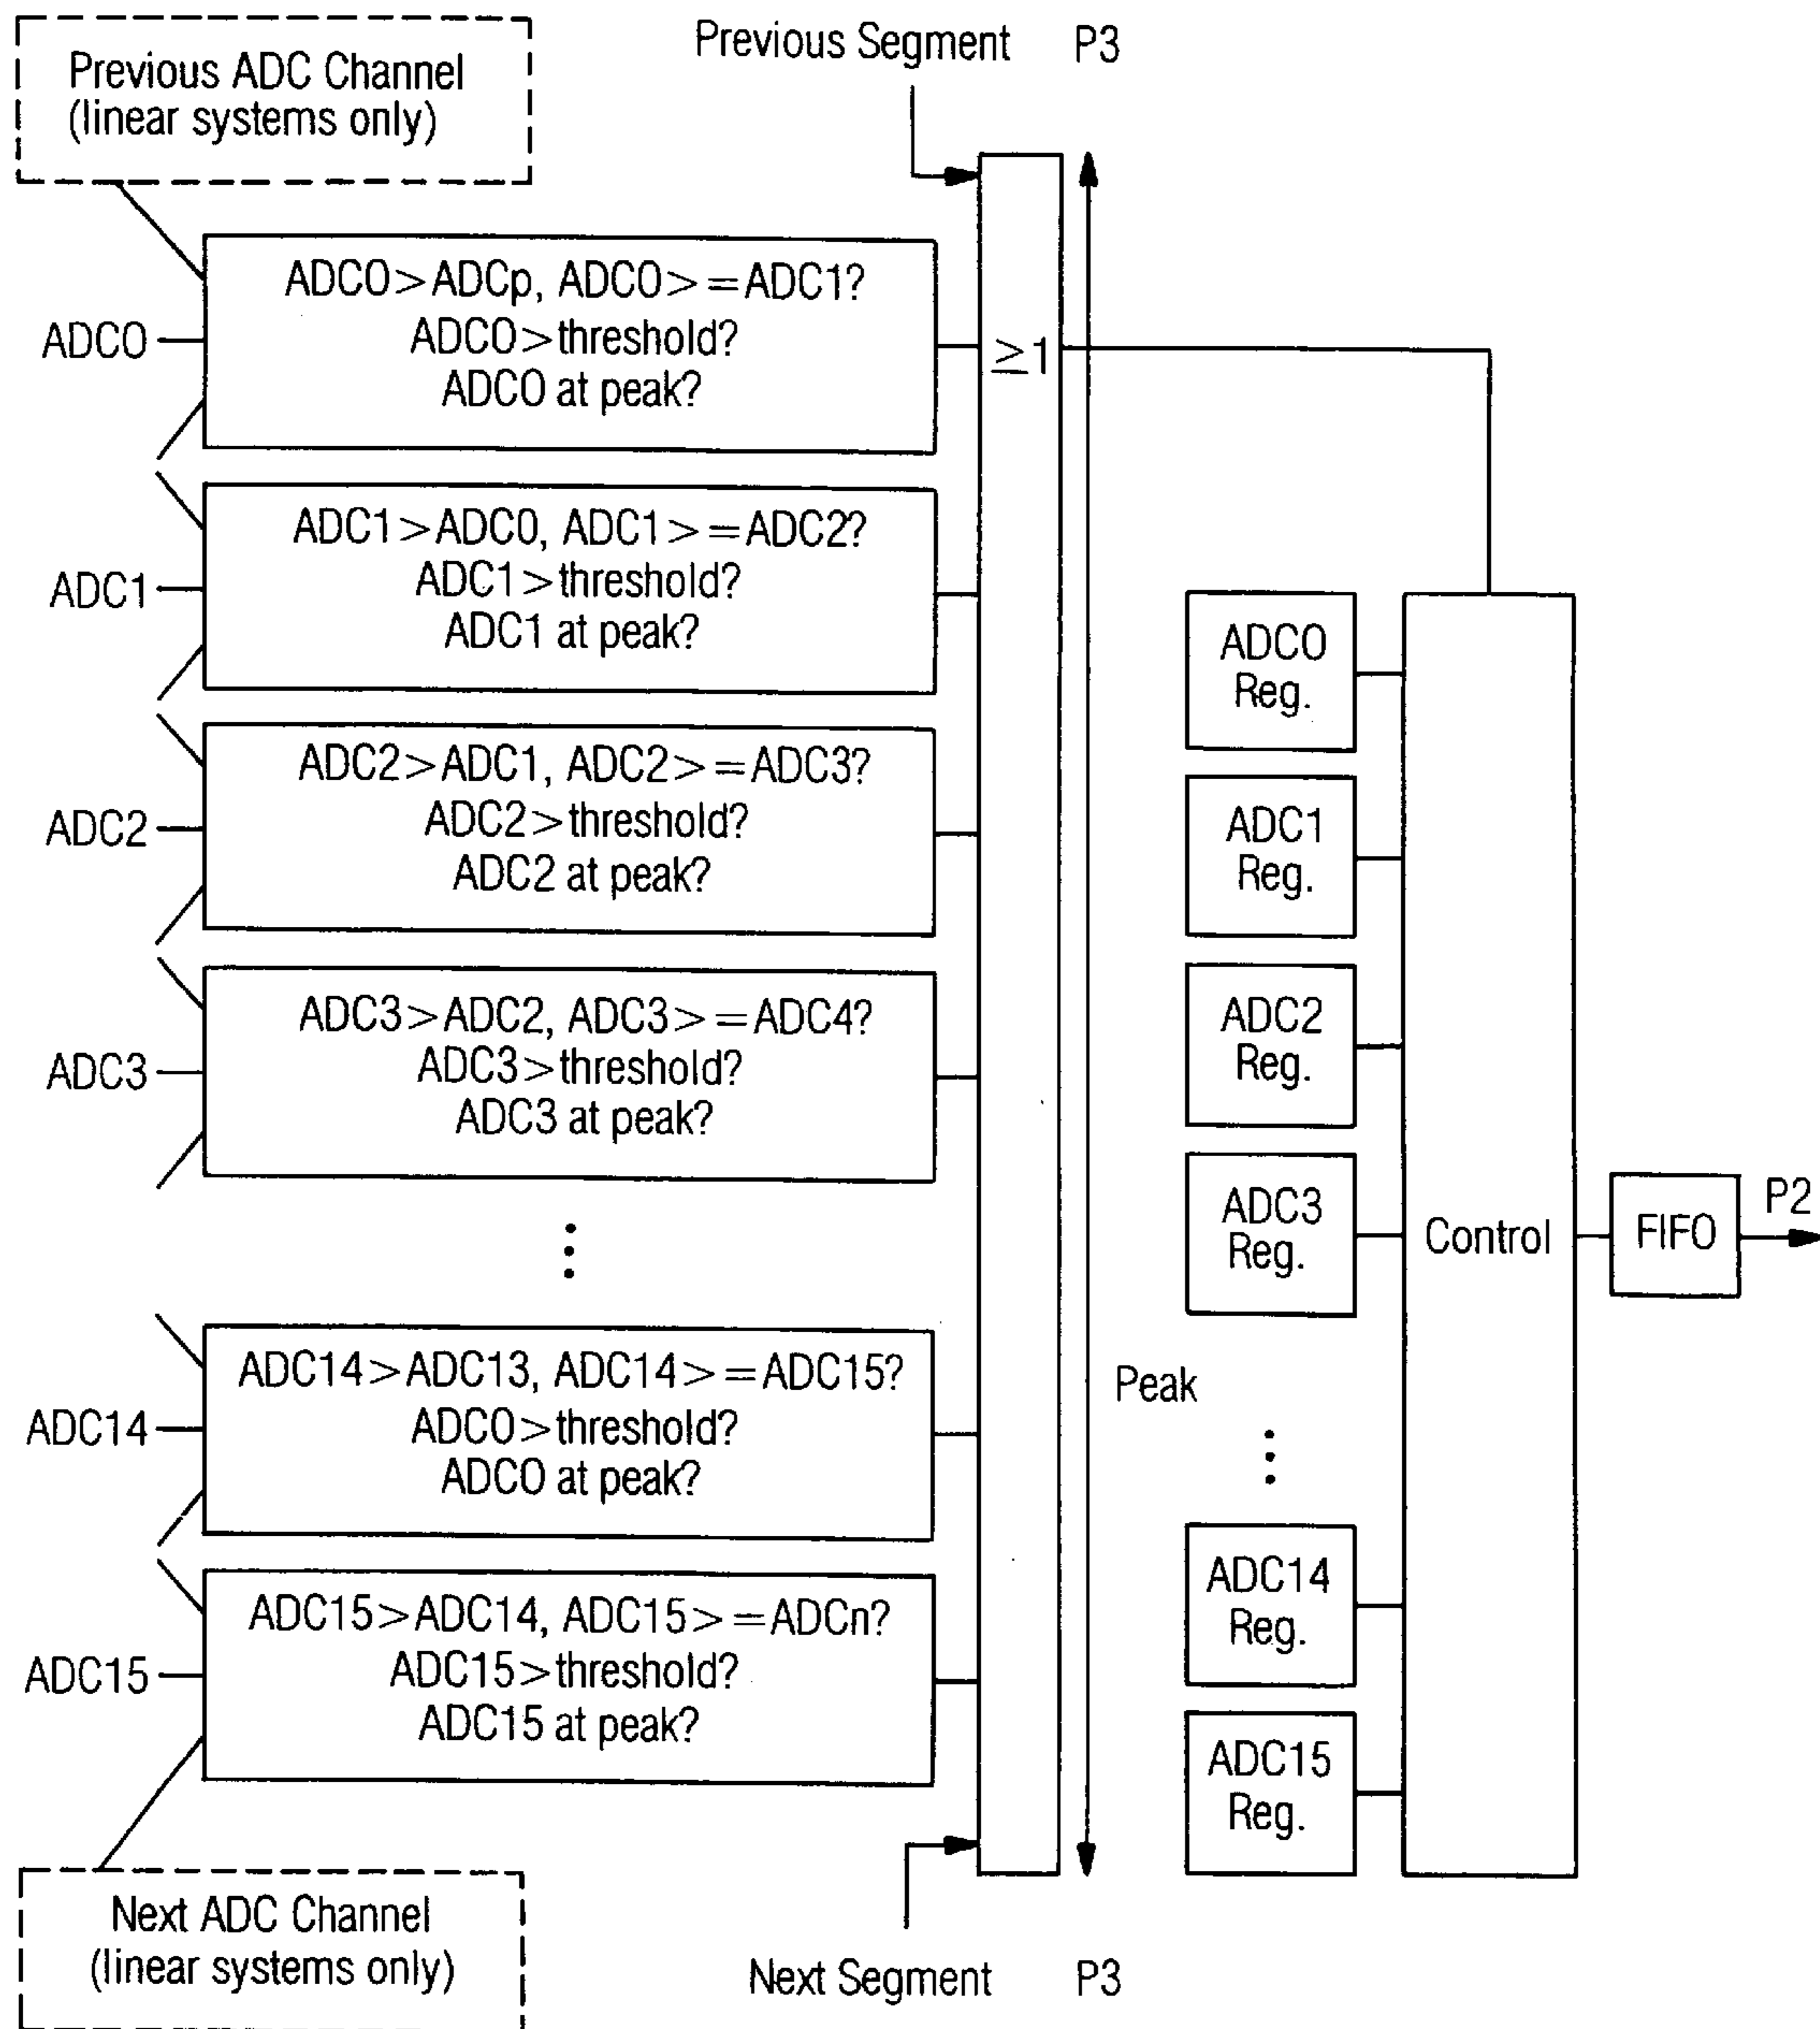 Previous ADC Channel
(linear systems only)
Previous Segment
P3
ADC0
ADC0>ADCp, ADC0>=ADC1?
ADC0>threshold?
ADC0 at peak?
≥1
ADC1
ADC1>ADC0, ADC1>=ADC2?
ADC1>threshold?
ADC1 at peak?
ADC2
ADC2>ADC1, ADC2>=ADC3?
ADC2>threshold?
ADC2 at peak?
ADC3
ADC3>ADC2, ADC3>=ADC4?
ADC3>threshold?
ADC3 at peak?
ADC14
ADC14>ADC13, ADC14>=ADC15?
ADC0>threshold?
ADC0 at peak?
ADC15
ADC15>ADC14, ADC15>=ADCn?
ADC15>threshold?
ADC15 at peak?
Next ADC Channel
(linear systems only)
Next Segment
P3
Peak
ADC0
Reg.
ADC1
Reg.
ADC2
Reg.
ADC3
Reg.
ADC14
Reg.
ADC15
Reg.
Control
FIFO
P2